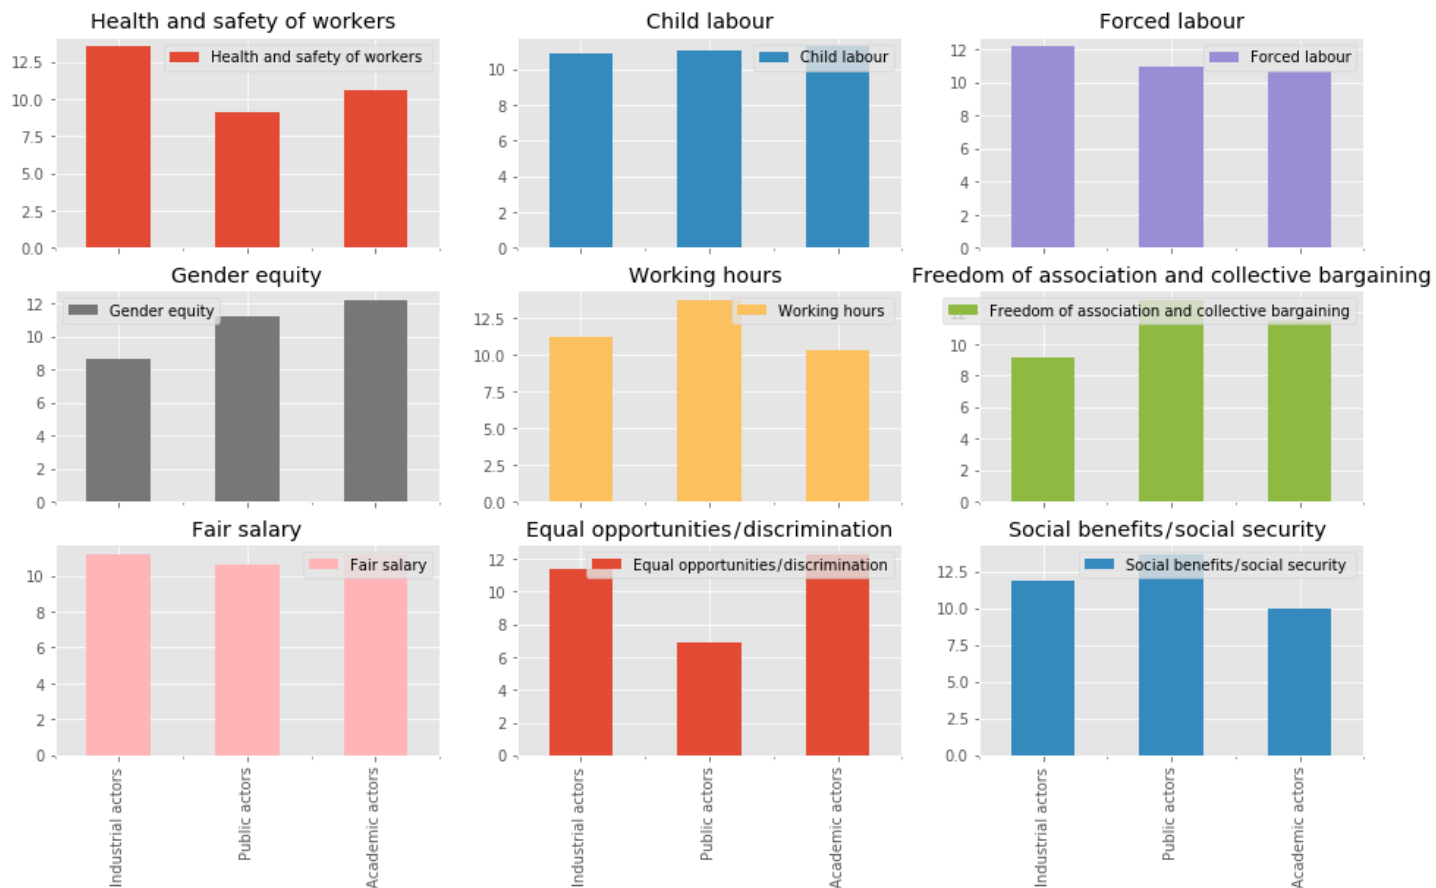 Health and safety of workers
Child labour
Forced labour
12.5
10.0
7.5
5.0
2.5
0.0
Health and safety of workers
10
8
6
4
2
0
Child labour
12
10
8
6
4
2
0
Forced labour
Gender equity
Working hours
Freedom of association and collective bargaining
12
10
8
6
4
2
0
Gender equity
12.5
10.0
7.5
5.0
2.5
0.0
Working hours
12
10
8
6
4
2
0
Freedom of association and collective bargaining
Fair salary
Equal opportunities/discrimination
Social benefits/social security
10
8
6
4
2
0
Fair salary
12
10
8
6
4
2
0
Equal opportunities/discrimination
12.5
10.0
7.5
5.0
2.5
0.0
Social benefits/social security
Industrial actors
Public actors
Academic actors
Industrial actors
Public actors
Academic actors
Industrial actors
Public actors
Academic actors